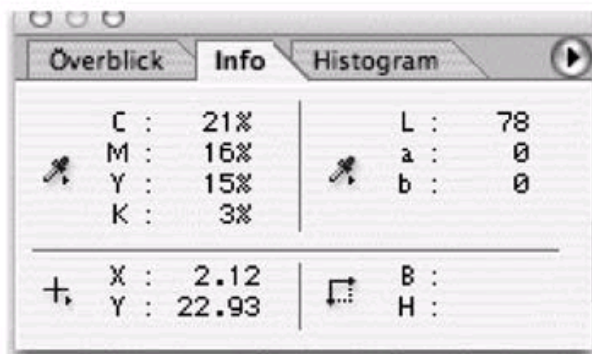 Överblick Info Histogram
C : 21% L : 78
M : 16% a : 0
Y : 15% b : 0
K : 3%
X : 2.12 B :
Y : 22.93 H :